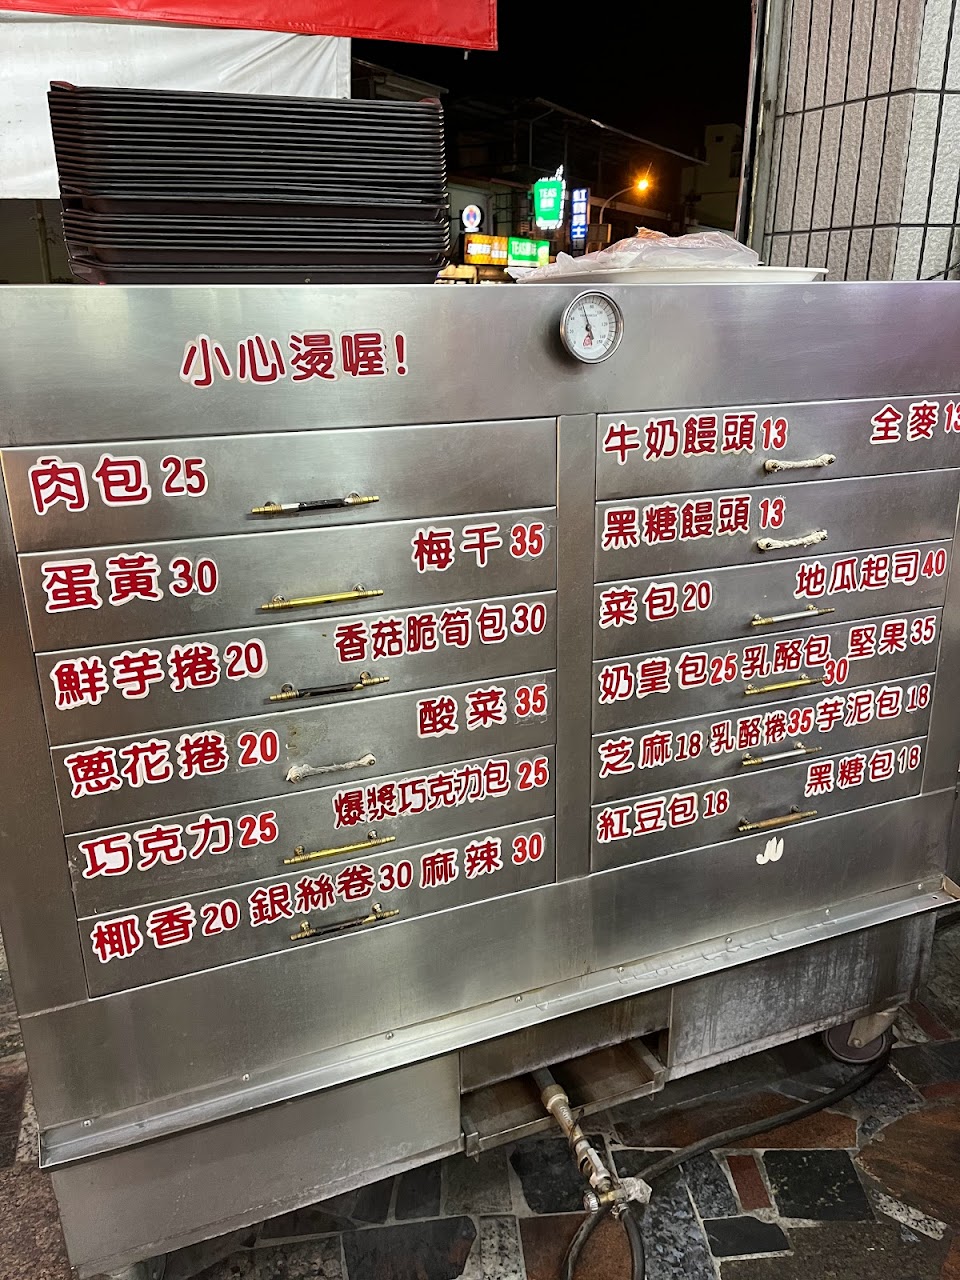 小心燙喔!
肉包 25
蛋黃 30 梅干 35
鮮芋捲 20 香菇脆筍包 30
蔥花捲 20 酸菜 35
巧克力 25 爆漿巧克力包 25
椰香 20 銀絲卷 30 麻辣 30
牛奶饅頭 13 全麥 13
黑糖饅頭 13
菜包 20 地瓜起司 40
奶皇包 25 乳酪包 30 堅果 35
芝麻 18 乳酪捲 35 芋泥包 18
紅豆包 18 黑糖包 18